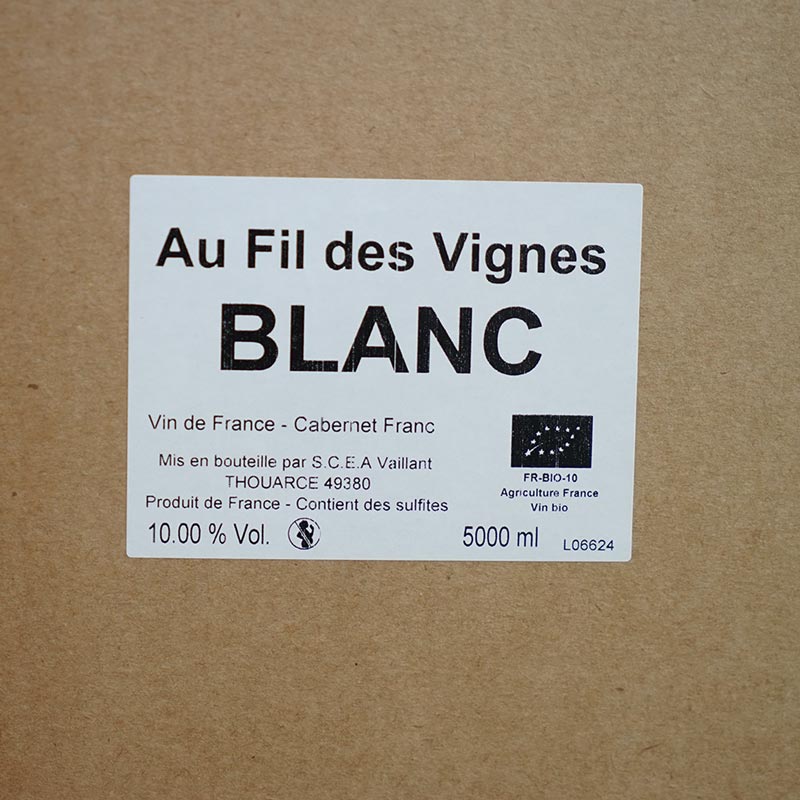 Au Fil des Vignes
BLANC
Vin de France - Cabernet Franc
Mis en bouteille par S.C.E.A Vaillant
THOUARCE 49380
Produit de France - Contient des sulfites
10.00 % Vol.
FR-BIO-10
Agriculture France
Vin bio
5000 ml
L06624